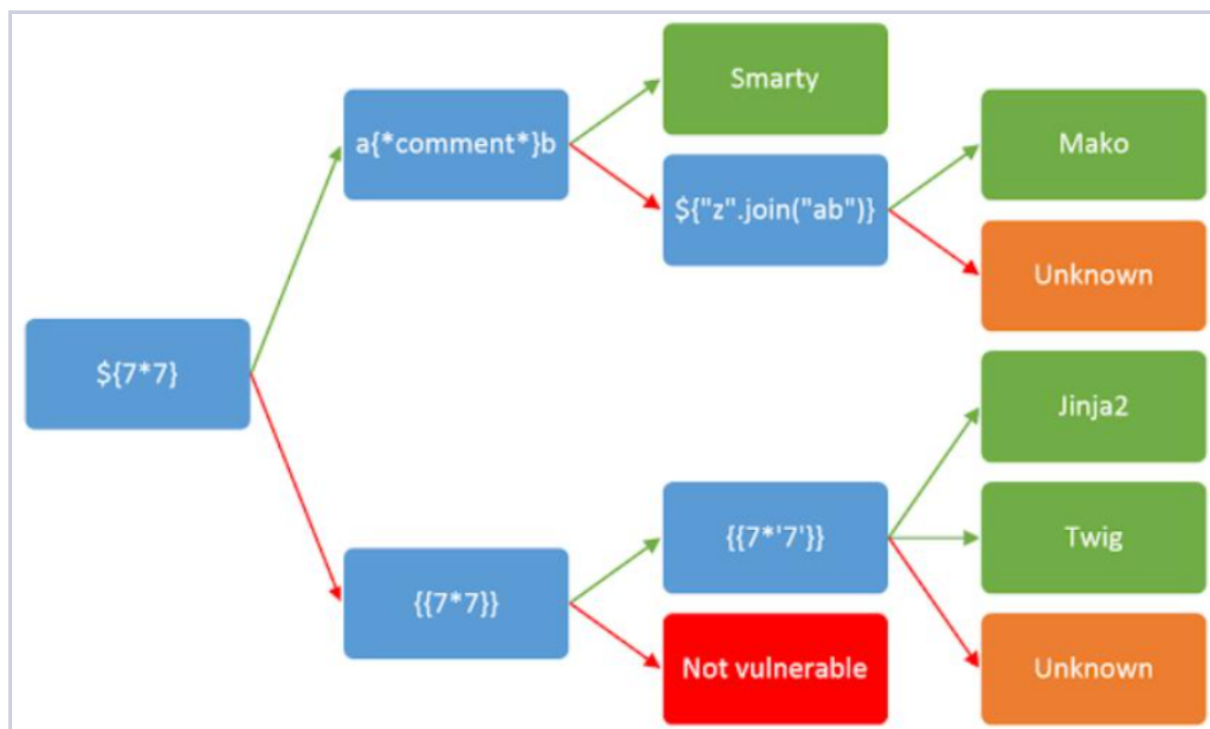 Smarty
a{*comment*}b
Mako
${"z".join("ab")}
Unknown
${7*7}
Jinja2
{{7*'7'}}
Twig
{{7*7}}
Not vulnerable
Unknown